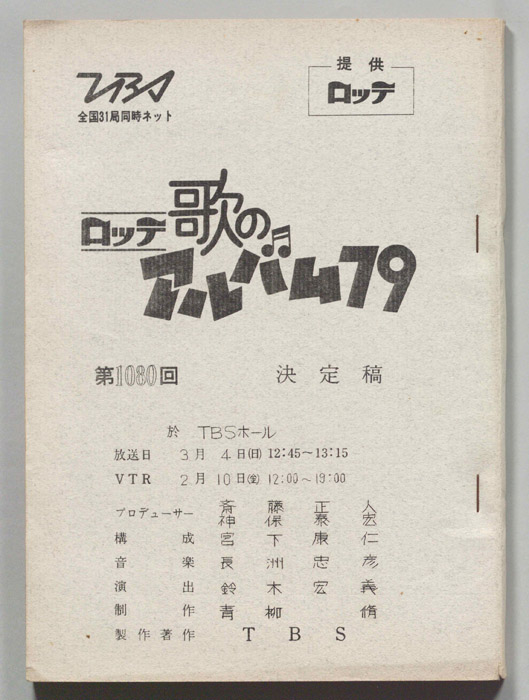 TBS
提供
ロッテ
全国31局同時ネット
ロッテ歌のアルバム79
第1080回 決定稿
於 TBSホール
放送日 3月 4日(日) 12:45~13:15
VTR 2月 10日(金) 12:00~19:00
プロデューサー 斎藤正人
神保泰宏
構成 宮下康仁
音楽 長洲忠彦
演出 鈴木宏義
制作 青柳脩
製作著作 TBS